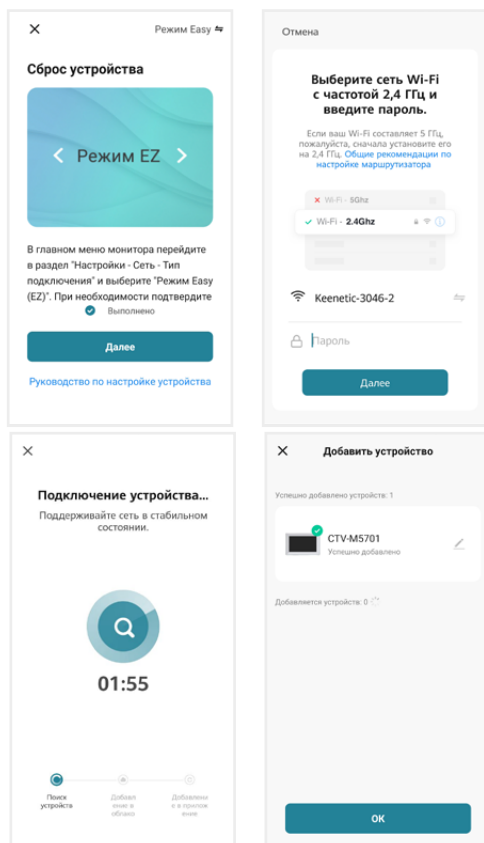 Режим Easy
Сброс устройства
Режим EZ
В главном меню монитора перейдите
в раздел "Настройки - Сеть - Тип
подключения" и выберите "Режим Easy
(EZ)". При необходимости подтвердите
Выполнено
Далее
Руководство по настройке устройства
Отмена
Выберите сеть Wi-Fi
с частотой 2,4 ГГц и
введите пароль.
Если ваш Wi-Fi составляет 5 ГГц,
пожалуйста, сначала установите его
на 2,4 ГГц. Общие рекомендации по
настройке маршрутизатора
Wi-Fi - 5Ghz
Wi-Fi - 2.4Ghz
Keenetic-3046-2
Пароль
Далее
Подключение устройства...
Поддерживайте сеть в стабильном
состоянии.
01:55
Поиск
устройств
Добавл
ение в
облако
Добавлени
е в прилож
ение
Добавить устройство
Успешно добавлено устройств: 1
CTV-M5701
Успешно добавлено
Добавляется устройств: 0
ОК